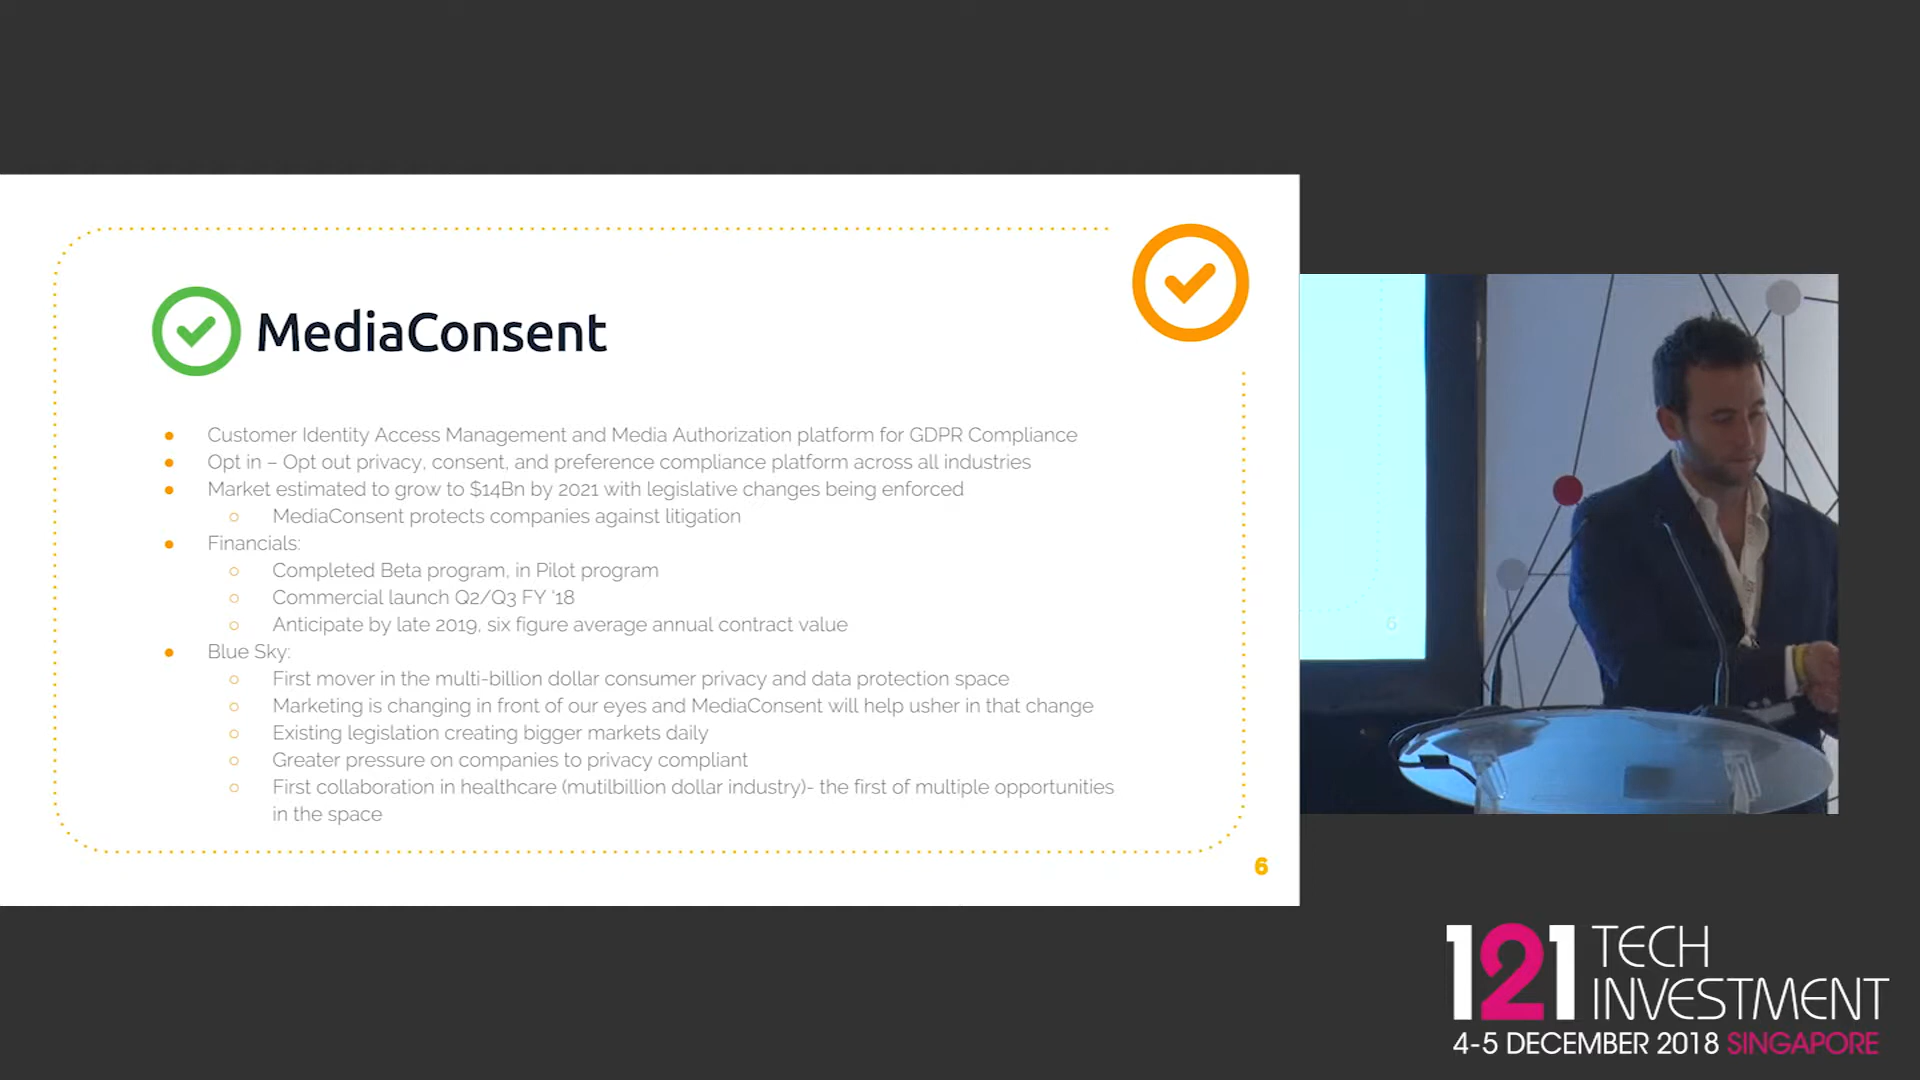 MediaConsent
Customer Identity Access Management and Media Authorization platform for GDPR Compliance
Opt in – Opt out privacy, consent, and preference compliance platform across all industries
Market estimated to grow to $14Bn by 2021 with legislative changes being enforced
MediaConsent protects companies against litigation
Financials:
Completed Beta program, in Pilot program
Commercial launch Q2/Q3 FY ‘18
Anticipate by late 2019, six figure average annual contract value
Blue Sky:
First mover in the multi-billion dollar consumer privacy and data protection space
Marketing is changing in front of our eyes and MediaConsent will help usher in that change
Existing legislation creating bigger markets daily
Greater pressure on companies to privacy compliant
First collaboration in healthcare (mutilbillion dollar industry)- the first of multiple opportunities
in the space
6
6
121 TECH
INVESTMENT
4-5 DECEMBER 2018 SINGAPORE